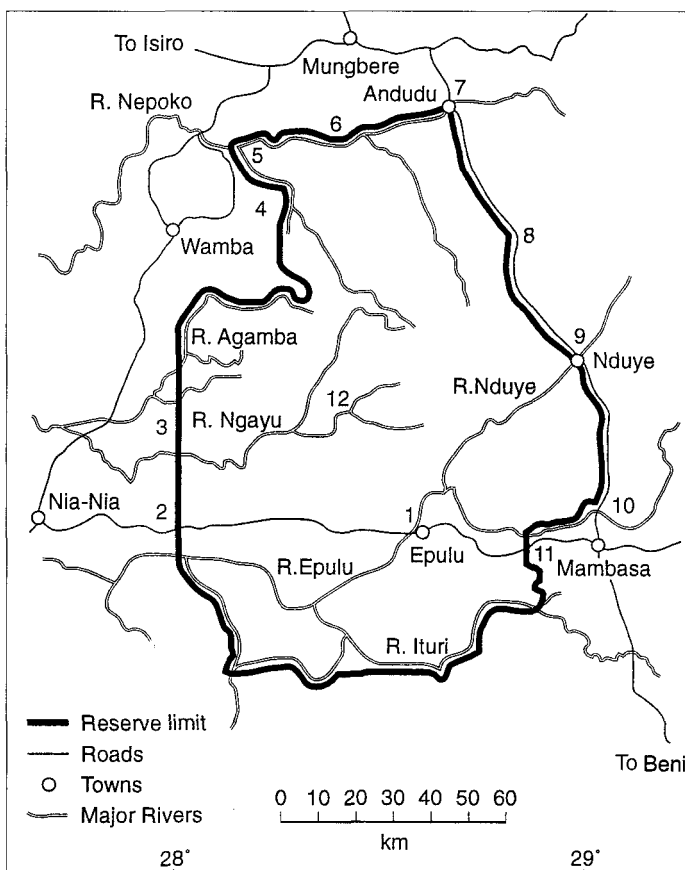 To Isiro
Mungbere
7
Andudu
R. Nepoko
6
5
4
8
Wamba
9
R. Agamba
Nduye
R.Nduye
12
R. Ngayu
3
Nia-Nia
2
1
10
Epulu
11
Mambasa
R.Epulu
R. Ituri
Reserve limit
Roads
Towns
Major Rivers
To Beni
0 10 20 30 40 50 60
km
28°
29°